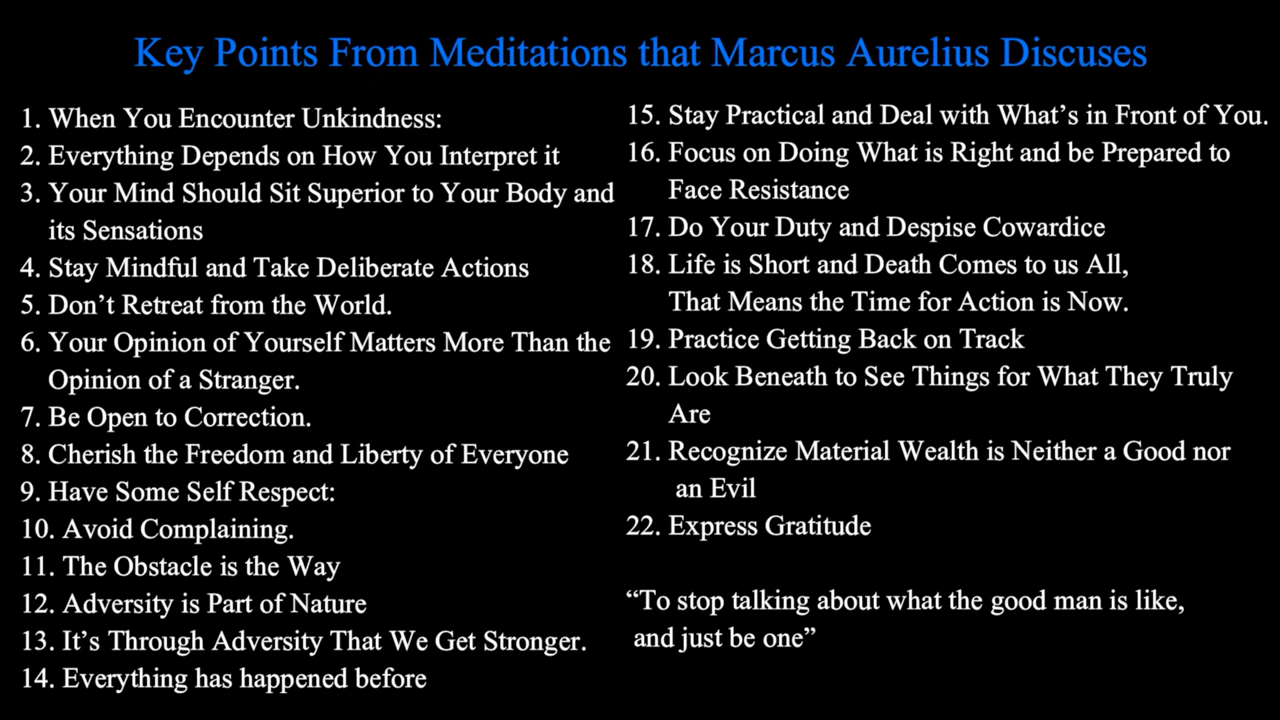 Key Points From Meditations that Marcus Aurelius Discuses
1. When You Encounter Unkindness:
2. Everything Depends on How You Interpret it
3. Your Mind Should Sit Superior to Your Body and
its Sensations
4. Stay Mindful and Take Deliberate Actions
5. Don’t Retreat from the World.
6. Your Opinion of Yourself Matters More Than the
Opinion of a Stranger.
7. Be Open to Correction.
8. Cherish the Freedom and Liberty of Everyone
9. Have Some Self Respect:
10. Avoid Complaining.
11. The Obstacle is the Way
12. Adversity is Part of Nature
13. It’s Through Adversity That We Get Stronger.
14. Everything has happened before
15. Stay Practical and Deal with What’s in Front of You.
16. Focus on Doing What is Right and be Prepared to
Face Resistance
17. Do Your Duty and Despise Cowardice
18. Life is Short and Death Comes to us All,
That Means the Time for Action is Now.
19. Practice Getting Back on Track
20. Look Beneath to See Things for What They Truly
Are
21. Recognize Material Wealth is Neither a Good nor
an Evil
22. Express Gratitude
“To stop talking about what the good man is like,
and just be one”